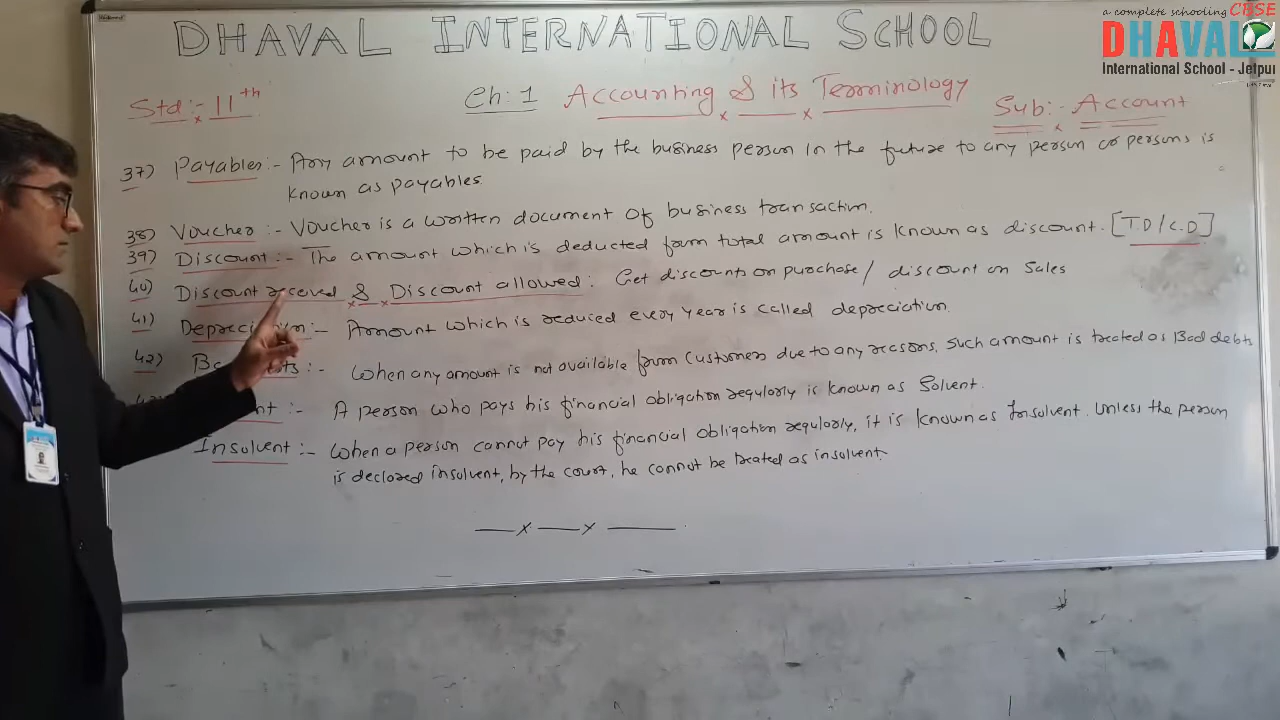 DHAVAL INTERNATIONAL SCHOOL
a complete schooling CBSE
DHAVAL
International School - Jetpur
Std:- 11th
Ch: 1 Accounting & its Terminology
Sub:- Account
37) Payables:- Any amount to be paid by the business person in the future to any person or persons is
known as payables.
38) Voucher:- Voucher is a written document of business transaction.
39) Discount:- The amount which is deducted from total amount is known as discount. [T.D/C.D]
40) Discount received & Discount allowed: Get discounts on purchase/ discount on sales
41) Depreciation:- Amount which is reduced every year is called depreciation.
42) :- When any amount is not available from customers due to any reasons, such amount is treated as Bad debts
:- A person who pays his financial obligation regularly is known as Solvent.
Insolvent:- When a person cannot pay his financial obligation regularly, it is known as Insolvent. Unless the person
is declared insolvent, by the court, he cannot be treated as insolvent.